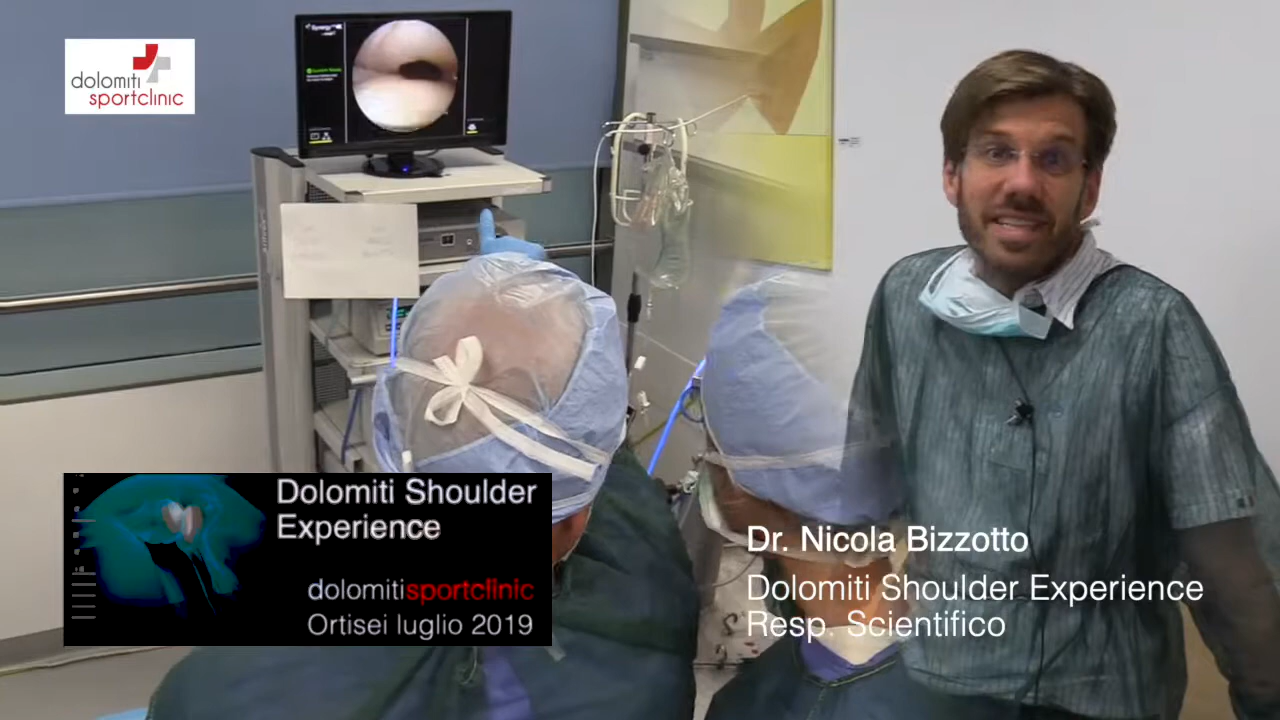 dolomiti
sportclinic
Dolomiti Shoulder
Experience
dolomitisportclinic
Ortisei luglio 2019
Dr. Nicola Bizzotto
Dolomiti Shoulder Experience
Resp. Scientifico